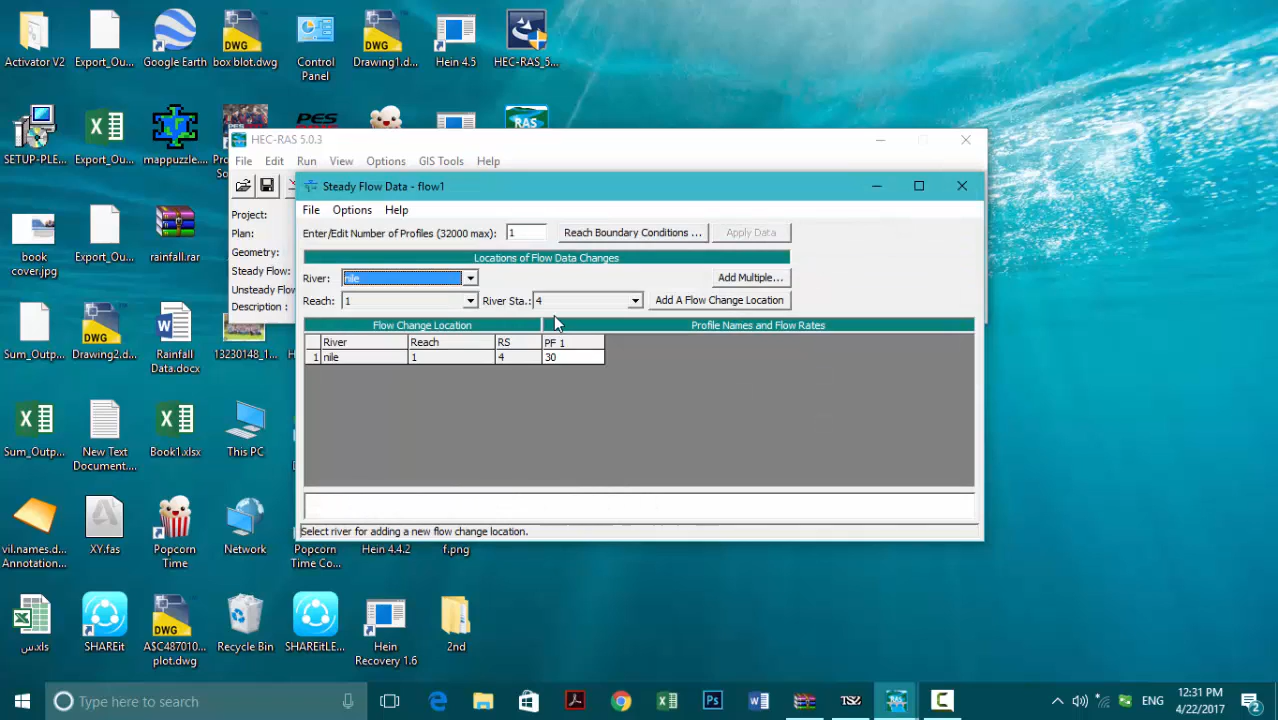 Activator V2
Export_Ou...
Google Earth
box blot.dwg
Control
Panel
Drawing1.d...
Hein 4.5
HEC-RAS_5...
SETUP-PLE...
Export_Ou...
mappuzzle....
RAS
HEC-RAS 5.0.3
File Edit Run View Options GIS Tools Help
Project:
Plan:
Geometry:
Steady Flow:
Unsteady Flow
Description :
Steady Flow Data - flow1
File Options Help
Enter/Edit Number of Profiles (32000 max): 1 Reach Boundary Conditions ... Apply Data
Locations of Flow Data Changes
River: nile Add Multiple...
Reach: 1 River Sta.: 4 Add A Flow Change Location
Flow Change Location Profile Names and Flow Rates
River Reach RS PF 1
1 nile 1 4 30
Select river for adding a new flow change location.
book
cover.jpg
Export_Ou...
rainfall.rar
Sum_Outp...
Drawing2.d...
Rainfall
Data.docx
13230148_1...
Sum_Outp...
New Text
Document....
Book1.xlsx
This PC
vil.names.d...
Annotation...
XY.fas
Popcorn
Time
Network
Popcorn
Time Co...
Hein 4.4.2
f.png
س.xls
SHAREit
A$C487010...
plot.dwg
Recycle Bin
SHAREitLE...
Hein
Recovery 1.6
2nd
Type here to search
ENG
12:31 PM
4/22/2017